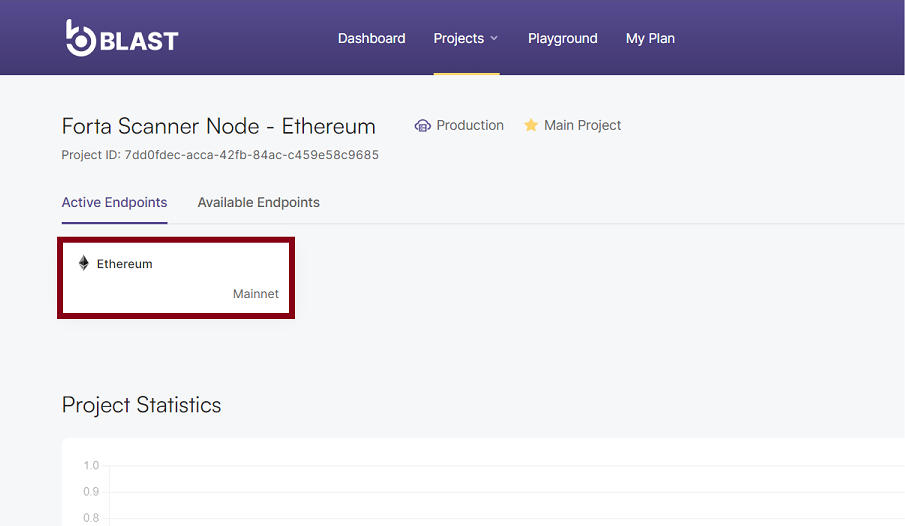 BLAST
Dashboard Projects Playground My Plan
Forta Scanner Node - Ethereum Production Main Project
Project ID: 7dd0fdec-acca-42fb-84ac-c459e58c9685
Active Endpoints Available Endpoints
Ethereum
Mainnet
Project Statistics
1.0
0.9
0.8